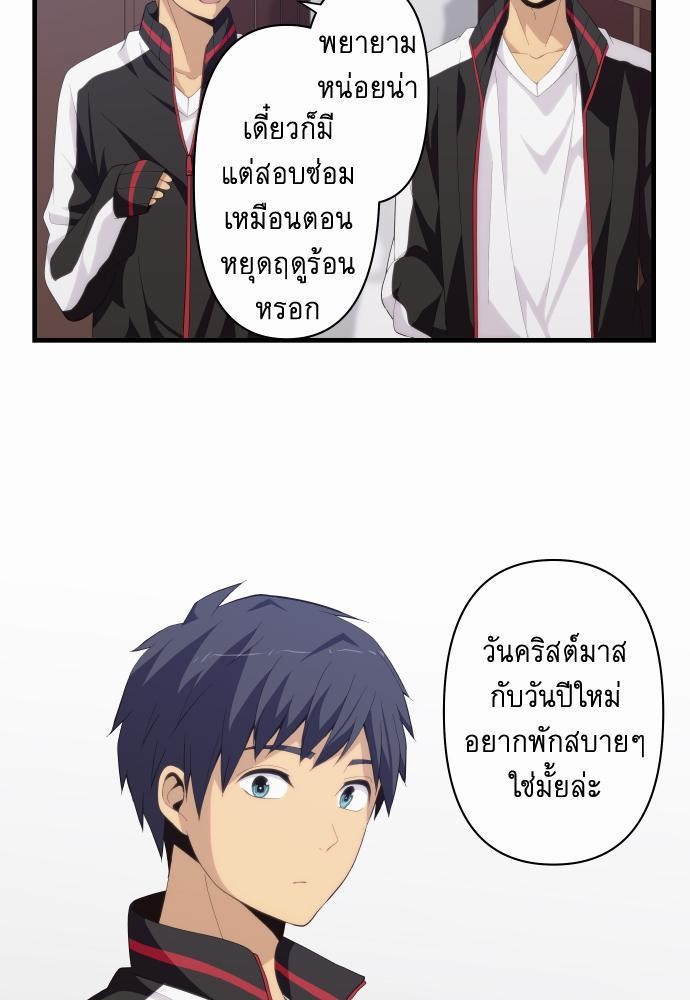 พยายาม
หน่อยน่า
เดี๋ยวก็มี
แต่สอบซ่อม
เหมือนตอน
หยุดฤดูร้อน
หรอก
วันคริสต์มาส
กับวันปีใหม่
อยากพักสบายๆ
ใช่มั้ยล่ะ